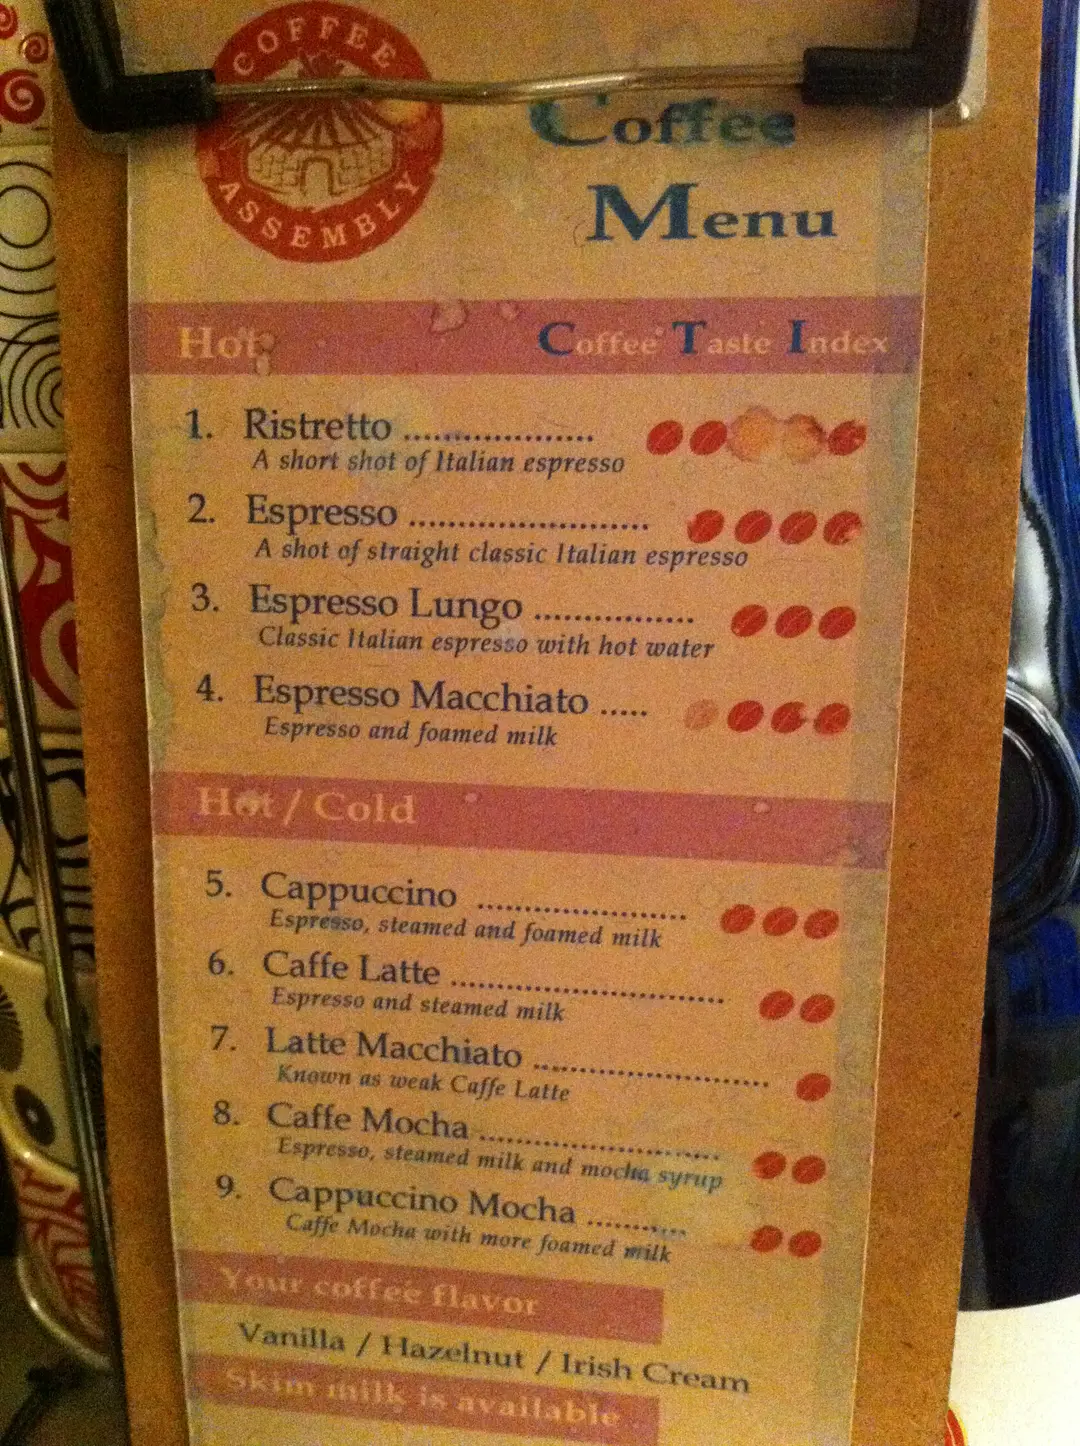 COFFEE
ASSEMBLY
Coffee
Menu
Hot Coffee Taste Index
1. Ristretto ....................
A short shot of Italian espresso
2. Espresso .........................
A shot of straight classic Italian espresso
3. Espresso Lungo ................
Classic Italian espresso with hot water
4. Espresso Macchiato .....
Espresso and foamed milk
Hot / Cold
5. Cappuccino ......................
Espresso, steamed and foamed milk
6. Caffe Latte .............................
Espresso and steamed milk
7. Latte Macchiato .........................
Known as weak Caffe Latte
8. Caffe Mocha .........................
Espresso, steamed milk and mocha syrup
9. Cappuccino Mocha ...........
Caffe Mocha with more foamed milk
Your coffee flavor
Vanilla / Hazelnut / Irish Cream
Skim milk is available